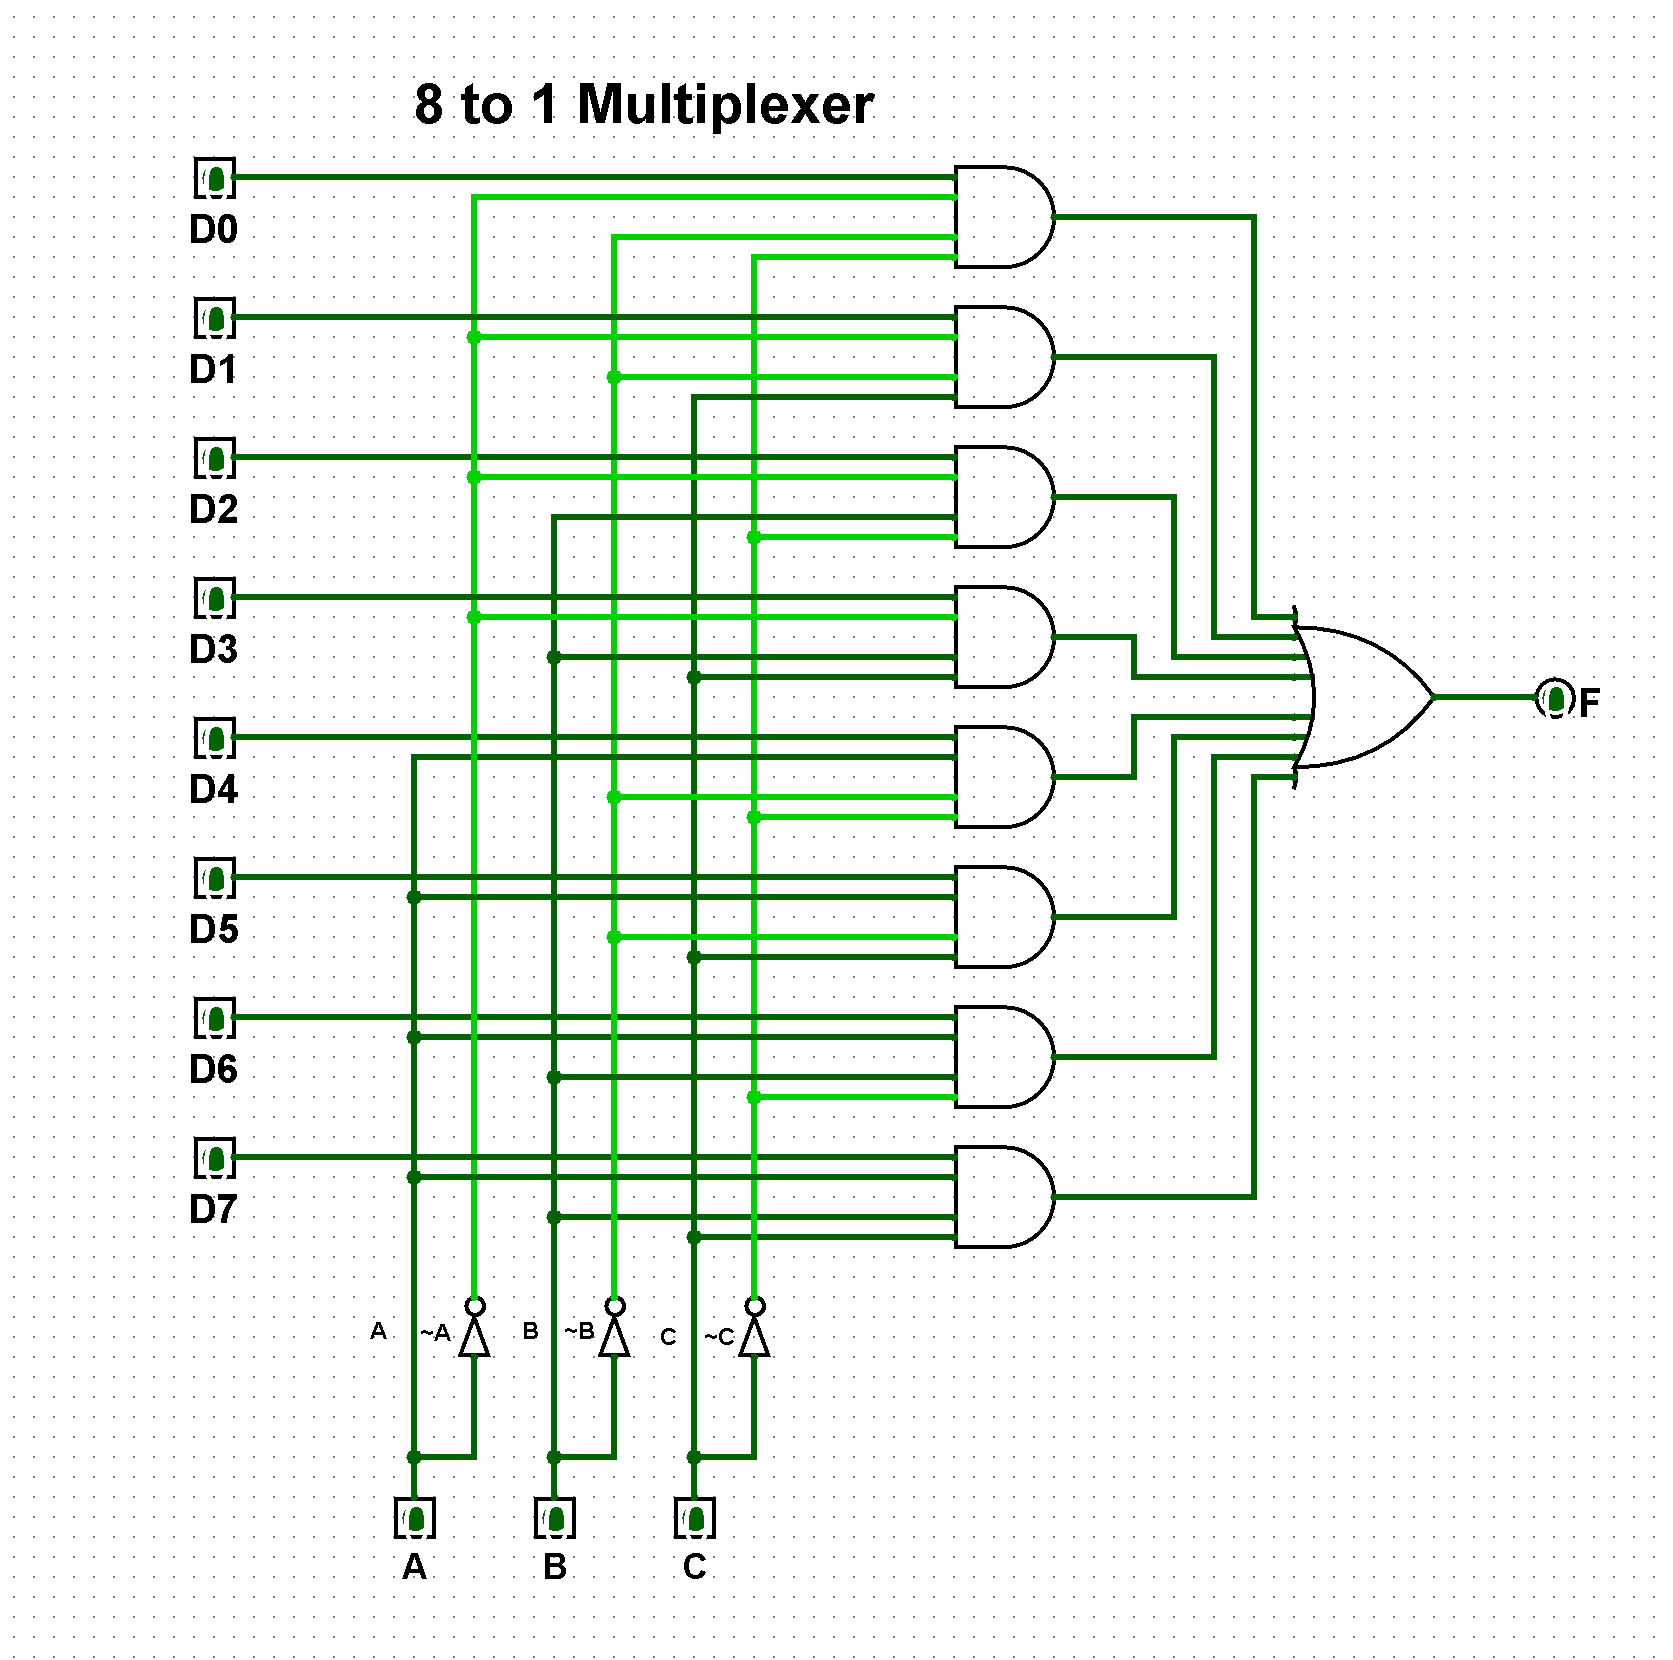 8 to 1 Multiplexer
D0
D1
D2
D3
F
D4
D5
D6
D7
A ~A B ~B C ~C
A B C